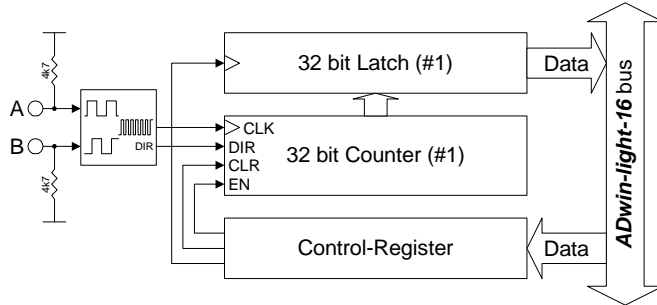 4k7
A
B
4k7
DIR
32 bit Latch (#1)
Data
CLK
DIR
CLR
EN
32 bit Counter (#1)
Control-Register
Data
ADwin-light-16 bus